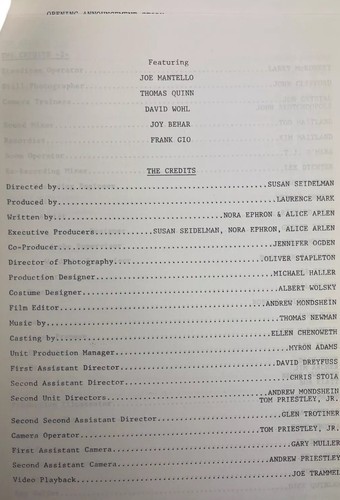 Featuring
JOE MANTELLO
THOMAS QUINN
DAVID WOHL
JOY BEHAR
FRANK GIO
THE CREDITS
Directed by....................SUSAN SEIDELMAN
Produced by....................LAURENCE MARK
Written by....................NORA EPHRON & ALICE ARLEN
Executive Producers..........SUSAN SEIDELMAN, NORA EPHRON, ALICE ARLEN
Co-Producer....................JENNIFER OGDEN
Director of Photography....................OLIVER STAPLETON
Production Designer....................MICHAEL HALLER
Costume Designer....................ALBERT WOLSKY
Film Editor....................ANDREW MONDSHEIN
Music by....................THOMAS NEWMAN
Casting by....................ELLEN CHENOWETH
Unit Production Manager....................MYRON ADAMS
First Assistant Director....................DAVID DREYFUSS
Second Assistant Director....................CHRIS STOIA
Second Unit Directors....................ANDREW MONDSHEIN
TOM PRIESTLEY, JR.
Second Second Assistant Director....................GLEN TROTINER
Camera Operator....................TOM PRIESTLEY, JR.
First Assistant Camera....................GARY MULLER
Second Assistant Camera....................ANDREW PRIESTLEY
Video Playback....................JOE TRAMMEL